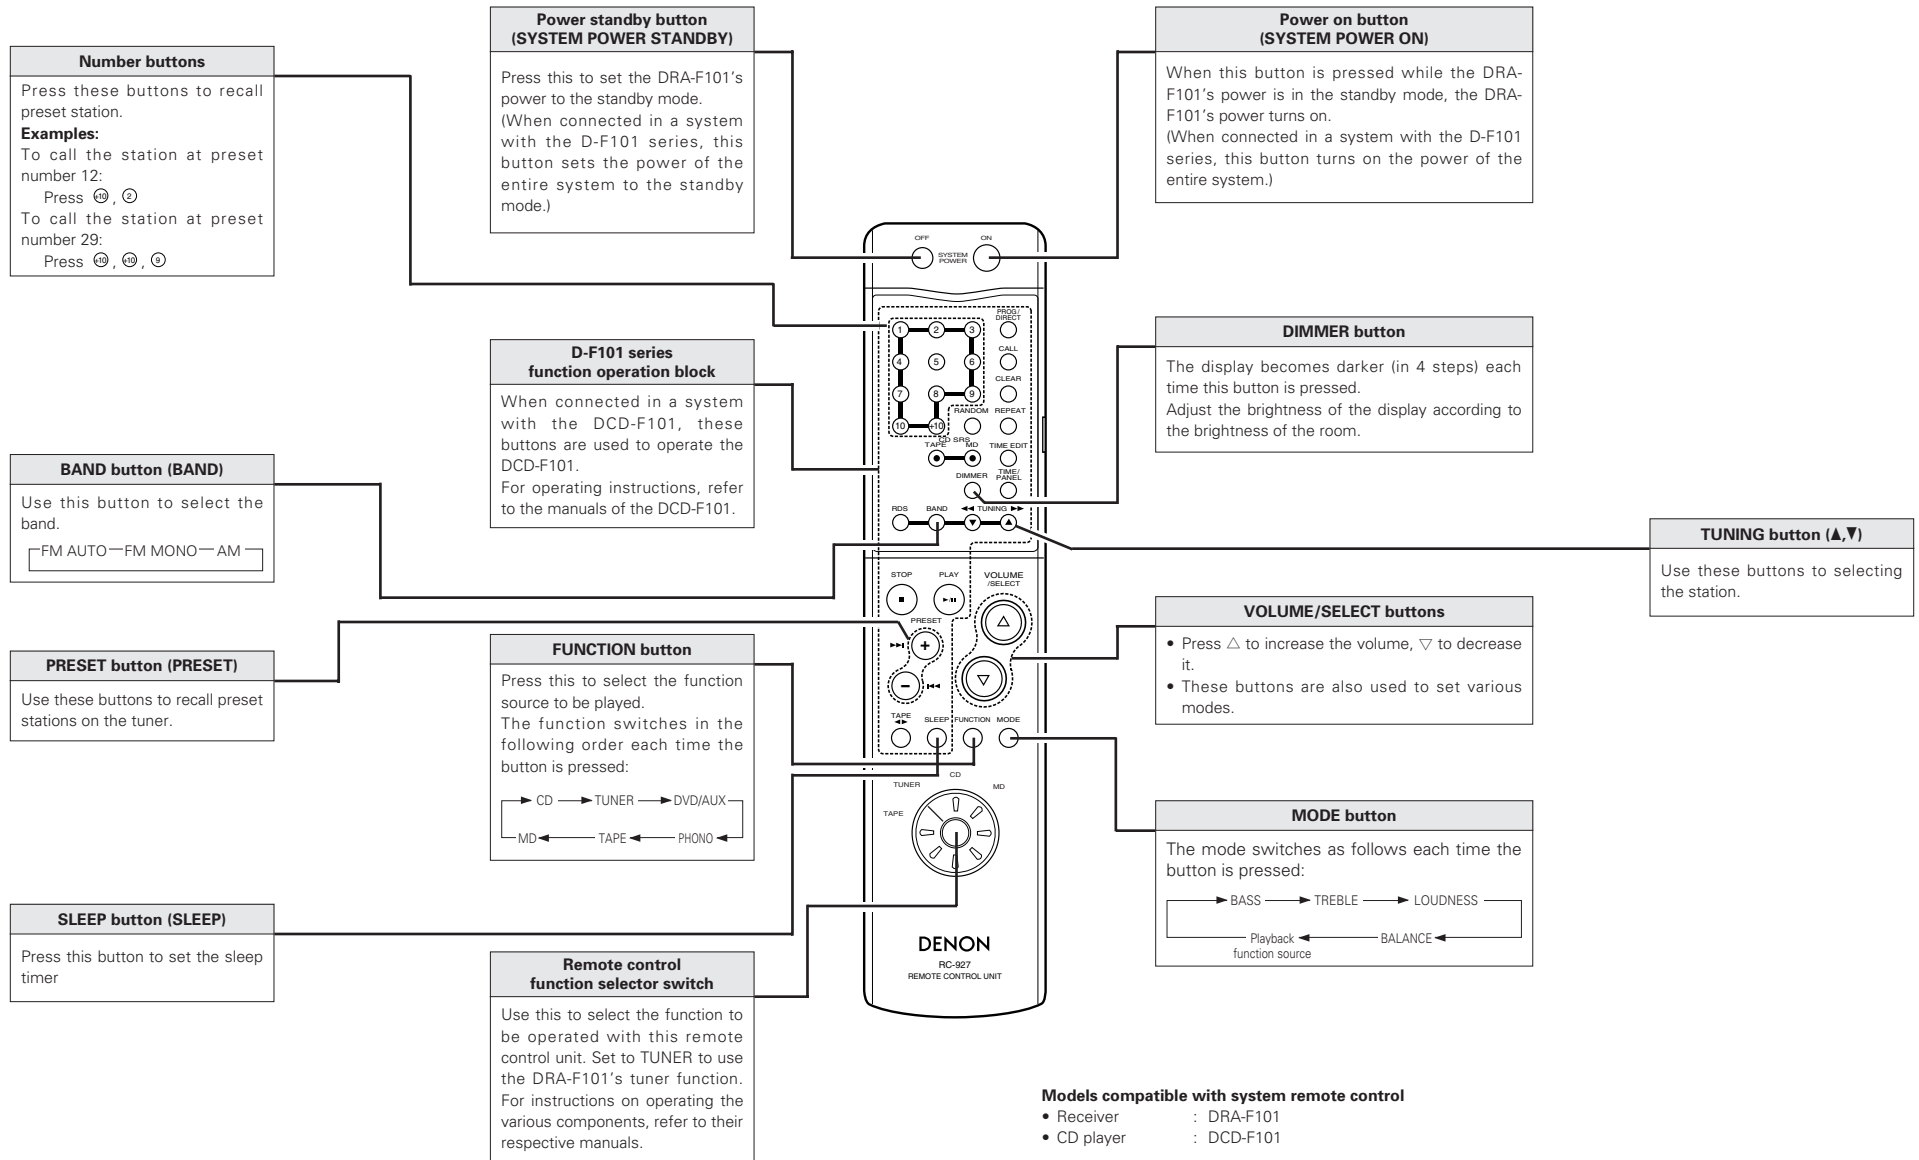 Number buttons
Press these buttons to recall
preset station.
Examples:
To call the station at preset
number 12:
Press +10 , 2
To call the station at preset
number 29:
Press +10 , +10 , 9
BAND button (BAND)
Use this button to select the
band.
FM AUTO FM MONO AM
PRESET button (PRESET)
Use these buttons to recall preset
stations on the tuner.
SLEEP button (SLEEP)
Press this button to set the sleep
timer
Power standby button
(SYSTEM POWER STANDBY)
Press this to set the DRA-F101's
power to the standby mode.
(When connected in a system
with the D-F101 series, this
button sets the power of the
entire system to the standby
mode.)
D-F101 series
function operation block
When connected in a system
with the DCD-F101, these
buttons are used to operate the
DCD-F101.
For operating instructions, refer
to the manuals of the DCD-F101.
FUNCTION button
Press this to select the function
source to be played.
The function switches in the
following order each time the
button is pressed:
► CD ► TUNER ► DVD/AUX
MD ◄ TAPE ◄ PHONO ◄
Remote control
function selector switch
Use this to select the function to
be operated with this remote
control unit. Set to TUNER to use
the DRA-F101's tuner function.
For instructions on operating the
various components, refer to their
respective manuals.
OFF ON
SYSTEM
POWER
PROG/
DIRECT
1 2 3
CALL
4 5 6
CLEAR
7 8 9
RANDOM REPEAT
10 +10
CD SRS
TAPE MD TIME EDIT
DIMMER TIME/
PANEL
RDS BAND ◄◄ TUNING ►►
▼ ▲
STOP PLAY VOLUME
/SELECT
■ ►/II △
PRESET
►►I +
− I◄◄ ▽
TAPE
◄► SLEEP FUNCTION MODE
CD
TUNER MD
TAPE
DENON
RC-927
REMOTE CONTROL UNIT
Power on button
(SYSTEM POWER ON)
When this button is pressed while the DRA-
F101's power is in the standby mode, the DRA-
F101's power turns on.
(When connected in a system with the D-F101
series, this button turns on the power of the
entire system.)
DIMMER button
The display becomes darker (in 4 steps) each
time this button is pressed.
Adjust the brightness of the display according to
the brightness of the room.
TUNING button (▲,▼)
Use these buttons to selecting
the station.
VOLUME/SELECT buttons
• Press △ to increase the volume, ▽ to decrease
it.
• These buttons are also used to set various
modes.
MODE button
The mode switches as follows each time the
button is pressed:
► BASS ► TREBLE ► LOUDNESS
Playback ◄ BALANCE ◄
function source
Models compatible with system remote control
• Receiver : DRA-F101
• CD player : DCD-F101